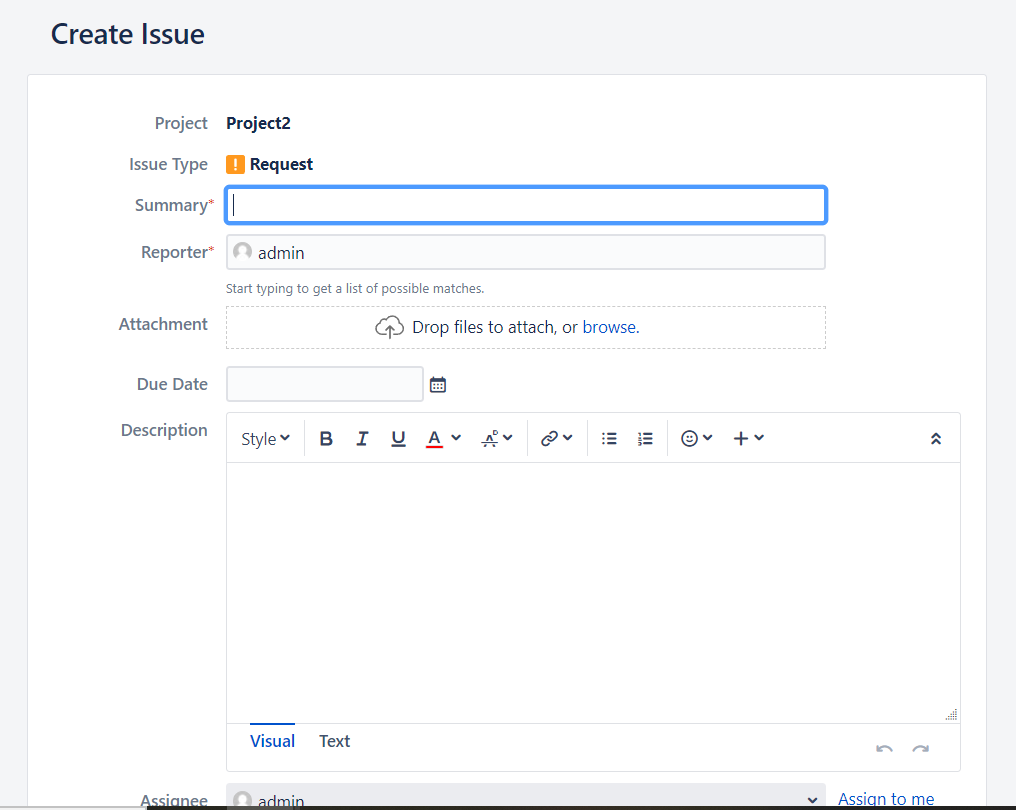 Create Issue
Project Project2
Issue Type Request
Summary*
Reporter* admin
Start typing to get a list of possible matches.
Attachment Drop files to attach, or browse.
Due Date
Description Style B I U A
Visual Text
Assignee admin Assign to me